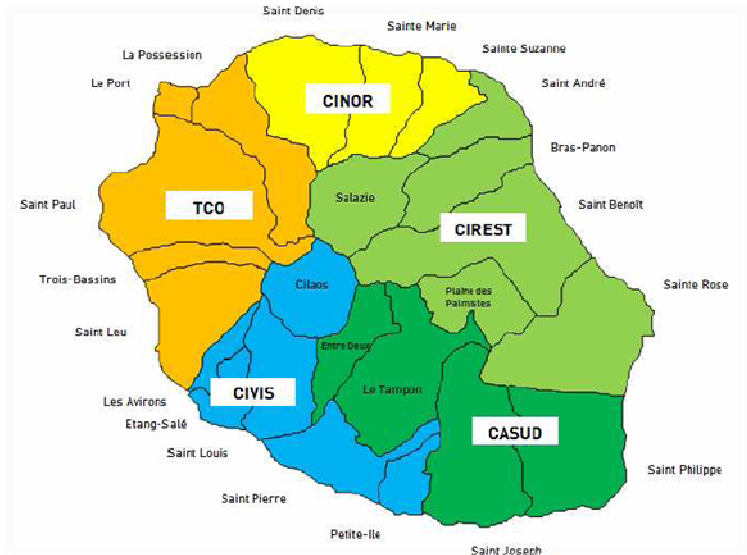 Saint Denis
Sainte Marie
Sainte Suzanne
La Possession
Le Port
Saint André
CINOR
Bras-Panon
Saint Paul
TCO
Salazie
Saint Benoît
CIREST
Trois-Bassins
Cilaos
Plaine des
Palmistes
Sainte Rose
Saint Leu
Entre Deux
Le Tampon
Les Avirons
CIVIS
Etang-Salé
CASUD
Saint Louis
Saint Philippe
Saint Pierre
Petite-Ile
Saint Joseph